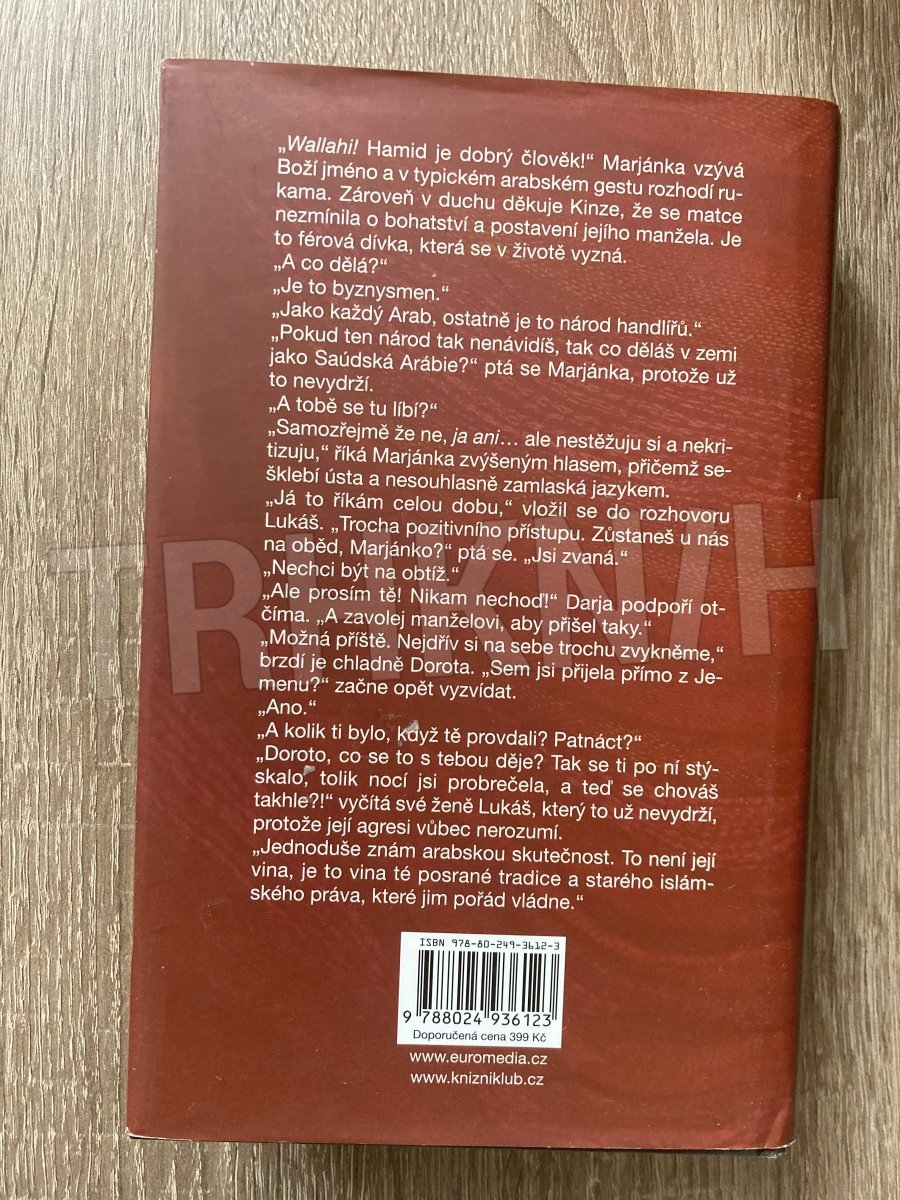 „Wallahi! Hamid je dobrý člověk!“ Marjánka vzývá
Boží jméno a v typickém arabském gestu rozhodí ru-
kama. Zároveň v duchu děkuje Kinze, že se matce
nezmínila o bohatství a postavení jejího manžela. Je
to férová dívka, která se v životě vyzná.
„A co dělá?“
„Je to byznysmen.“
„Jako každý Arab, ostatně je to národ handlířů.“
„Pokud ten národ tak nenávidíš, tak co děláš v zemi
jako Saúdská Arábie?“ ptá se Marjánka, protože už
to nevydrží.
„A tobě se tu líbí?“
„Samozřejmě že ne, ja ani… ale nestěžuju si a nekri-
tizuju,“ říká Marjánka zvýšeným hlasem, přičemž se-
šklebí ústa a nesouhlasně zamlaská jazykem.
„Já to říkám celou dobu,“ vložil se do rozhovoru
Lukáš. „Trocha pozitivního přístupu. Zůstaneš u nás
na oběd, Marjánko?“ ptá se. „Jsi zvaná.“
„Nechci být na obtíž.“
„Ale prosím tě! Nikam nechoď!“ Darja podpoří ot-
číma. „A zavolej manželovi, aby přišel taky.“
„Možná příště. Nejdřív si na sebe trochu zvykněme,“
brzdí je chladně Dorota. „Sem jsi přijela přímo z Je-
menu?“ začne opět vyzvídat.
„Ano.“
„A kolik ti bylo, když tě provdali? Patnáct?“
„Doroto, co se to s tebou děje? Tak se ti po ní stý-
skalo, tolik nocí jsi probrečela, a teď se chováš
takhle?!“ vyčítá své ženě Lukáš, který to už nevydrží,
protože její agresi vůbec nerozumí.
„Jednoduše znám arabskou skutečnost. To není její
vina, je to vina té posrané tradice a starého islám-
ského práva, které jim pořád vládne.“
ISBN 978-80-249-3612-3
9 788024 936123
Doporučená cena 399 Kč
www.euromedia.cz
www.knizniklub.cz
TRHKNIH